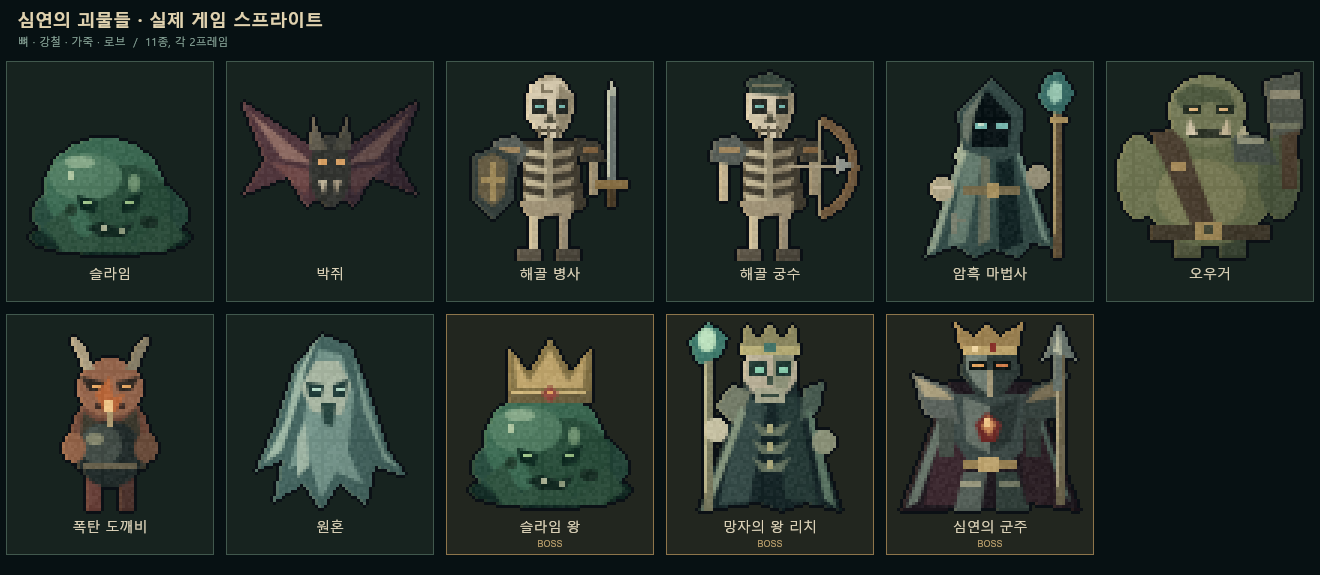 심연의 괴물들 · 실제 게임 스프라이트
뼈 · 강철 · 가죽 · 로브 / 11종, 각 2프레임
슬라임
박쥐
해골 병사
해골 궁수
암흑 마법사
오우거
폭탄 도깨비
원혼
슬라임 왕
BOSS
망자의 왕 리치
BOSS
심연의 군주
BOSS